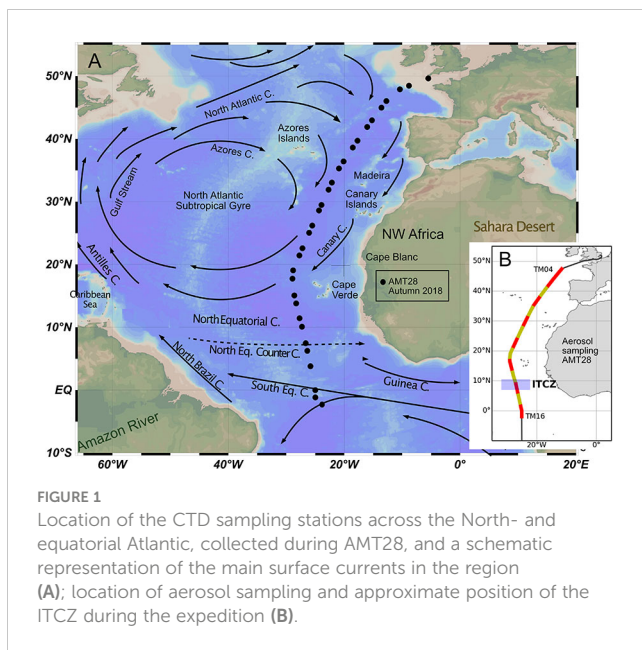 A
50°N
40°N
30°N
20°N
10°N
EQ
10°S
60°W
40°W
20°W
0°
20°E
North Atlantic C.
Azores
Islands
Azores C.
Gulf Stream
North Atlantic
Subtropical Gyre
Madeira
Canary
Islands
Canary C.
NW Africa
Sahara Desert
Cape Blanc
Antilles C.
Caribbean
Sea
Cape
Verde
AMT28
Autumn 2018
North Equatorial C.
North Eq. Counter C.
North Brazil C.
South Eq. C.
Guinea C.
Amazon River
B
50°N
40°N
30°N
20°N
10°N
0°
20°W
0°
TM04
Aerosol
sampling
AMT28
ITCZ
TM16
FIGURE 1
Location of the CTD sampling stations across the North- and
equatorial Atlantic, collected during AMT28, and a schematic
representation of the main surface currents in the region
(A); location of aerosol sampling and approximate position of the
ITCZ during the expedition (B).